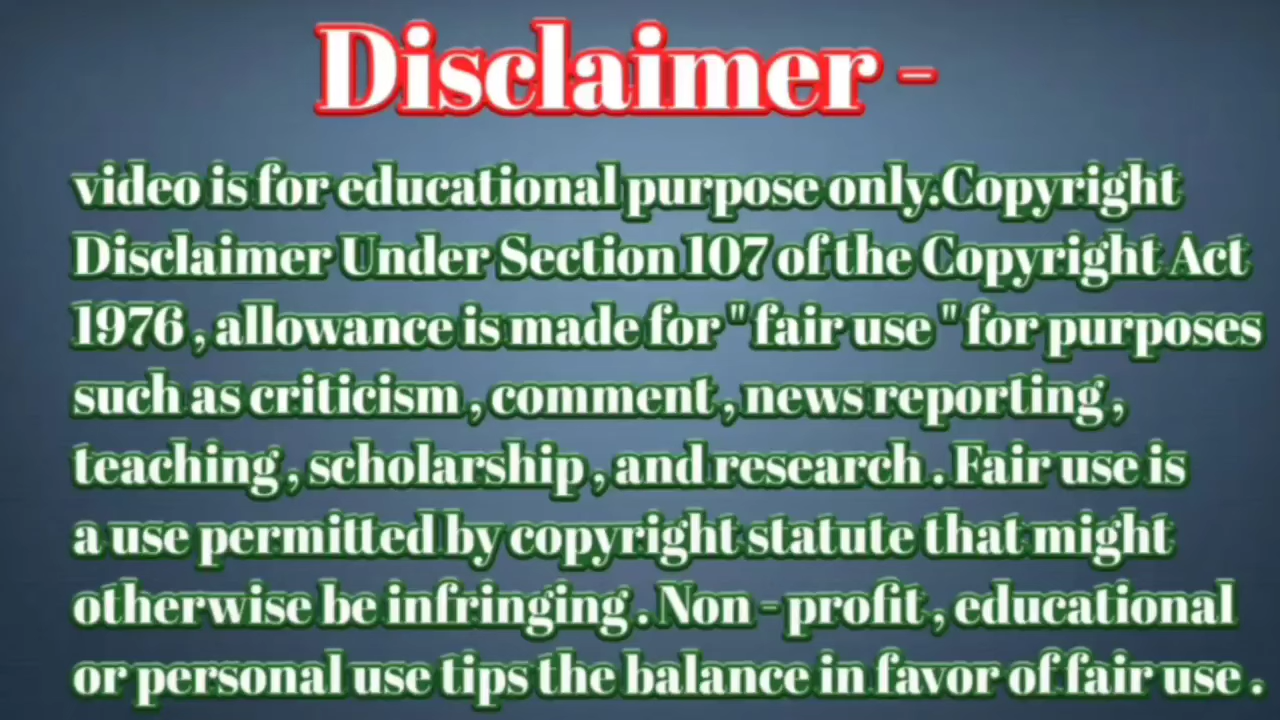 Disclaimer -
video is for educational purpose only.Copyright
Disclaimer Under Section 107 of the Copyright Act
1976 , allowance is made for " fair use " for purposes
such as criticism , comment , news reporting ,
teaching , scholarship , and research . Fair use is
a use permitted by copyright statute that might
otherwise be infringing . Non - profit , educational
or personal use tips the balance in favor of fair use .